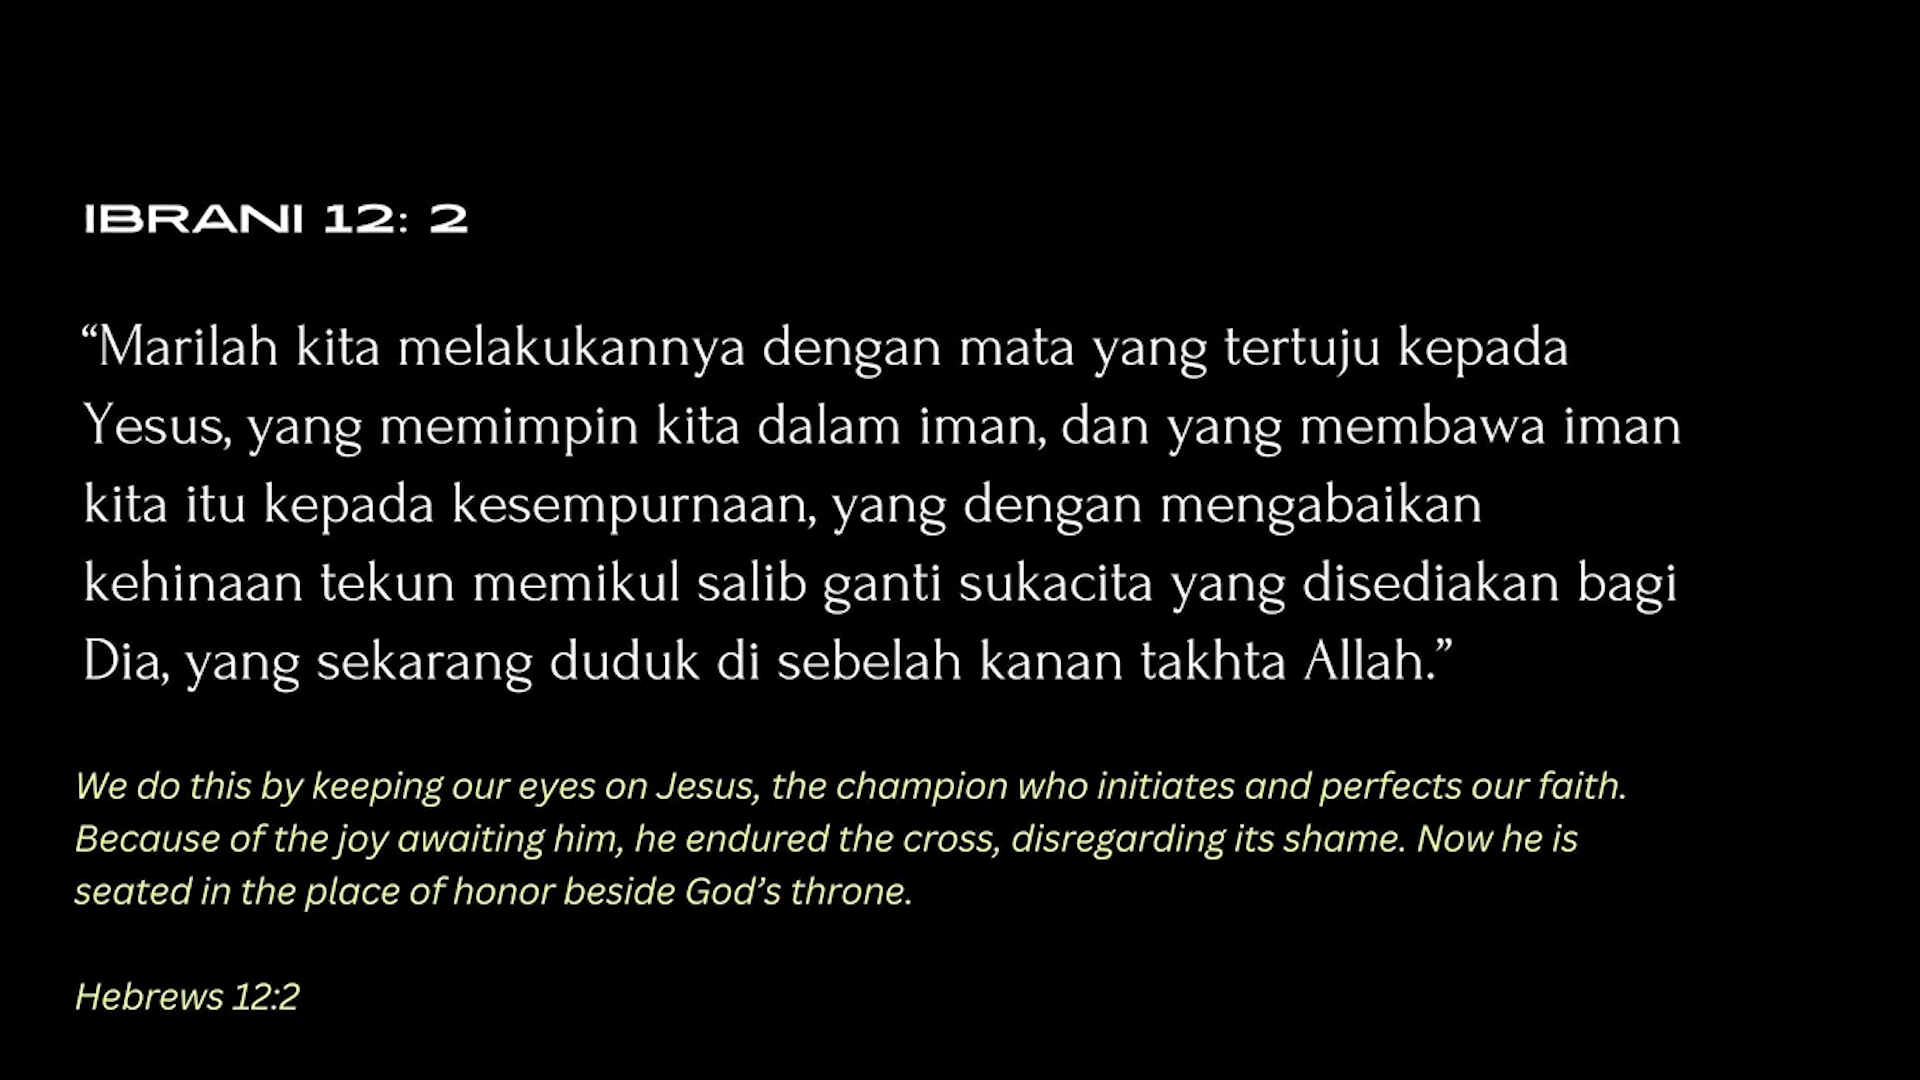 IBRANI 12: 2
“Marilah kita melakukannya dengan mata yang tertuju kepada
Yesus, yang memimpin kita dalam iman, dan yang membawa iman
kita itu kepada kesempurnaan, yang dengan mengabaikan
kehinaan tekun memikul salib ganti sukacita yang disediakan bagi
Dia, yang sekarang duduk di sebelah kanan takhta Allah.”
We do this by keeping our eyes on Jesus, the champion who initiates and perfects our faith.
Because of the joy awaiting him, he endured the cross, disregarding its shame. Now he is
seated in the place of honor beside God’s throne.
Hebrews 12:2